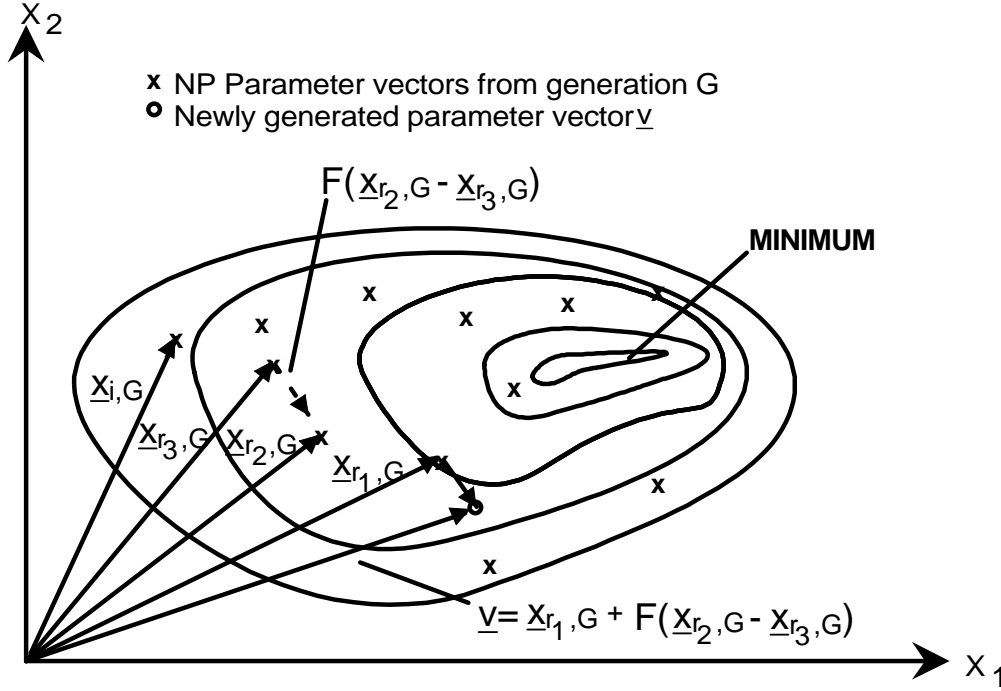 X2
x NP Parameter vectors from generation G
o Newly generated parameter vector v
F(xr2,G - xr3,G)
MINIMUM
xi,G
xr3,G
xr2,G
xr1,G
v= xr1,G + F(xr2,G - xr3,G)
X1